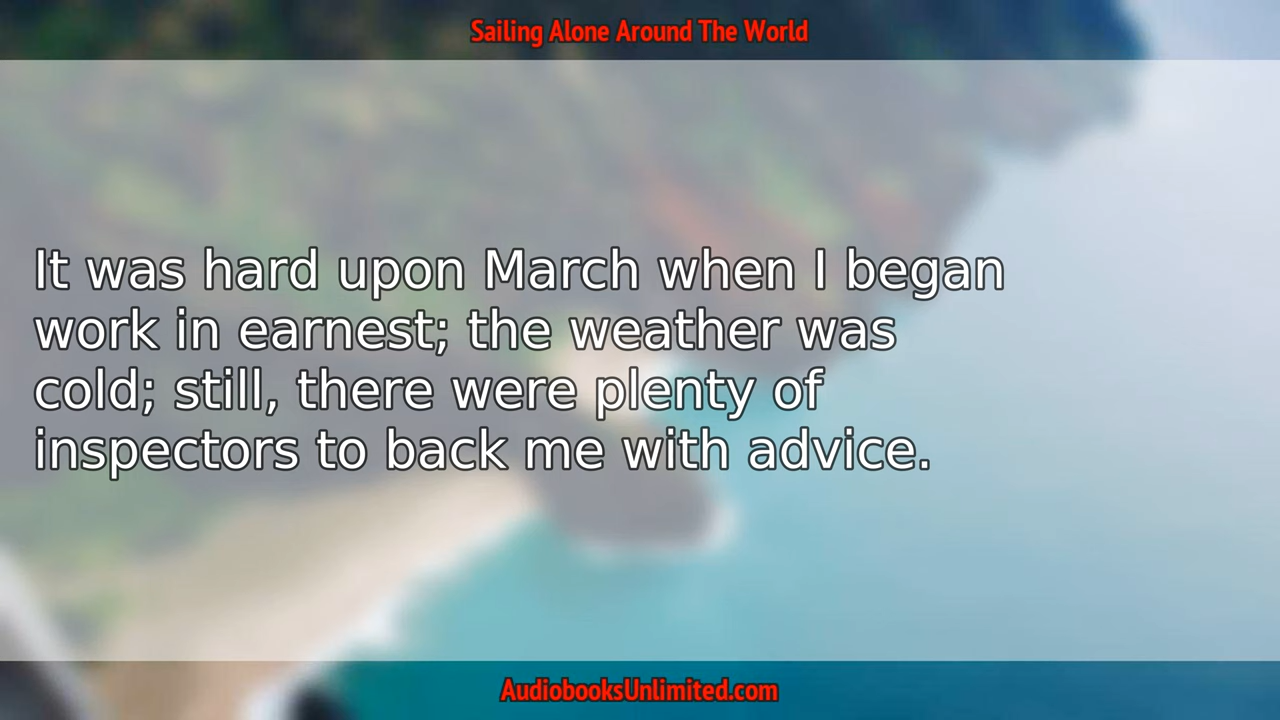 Sailing Alone Around The World
It was hard upon March when I began
work in earnest; the weather was
cold; still, there were plenty of
inspectors to back me with advice.
AudiobooksUnlimited.com